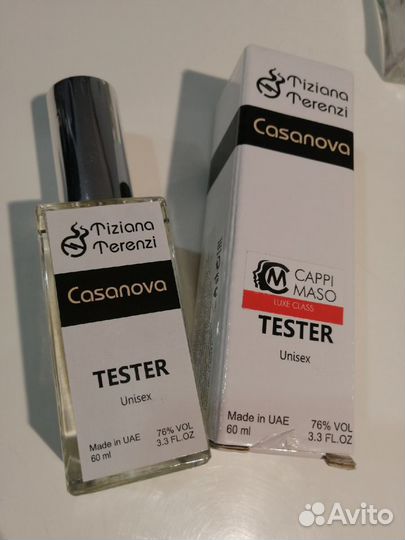 Tiziana
Terenzi
Casanova
TESTER
Unisex
Made in UAE 76% VOL
60 ml 3.3 FL.OZ
Tiziana
Terenzi
Casanova
CAPPI
MASO
LUXE CLASS
TESTER
Unisex
Made in UAE 76% VOL
60 ml 3.3 FL.OZ
Avito